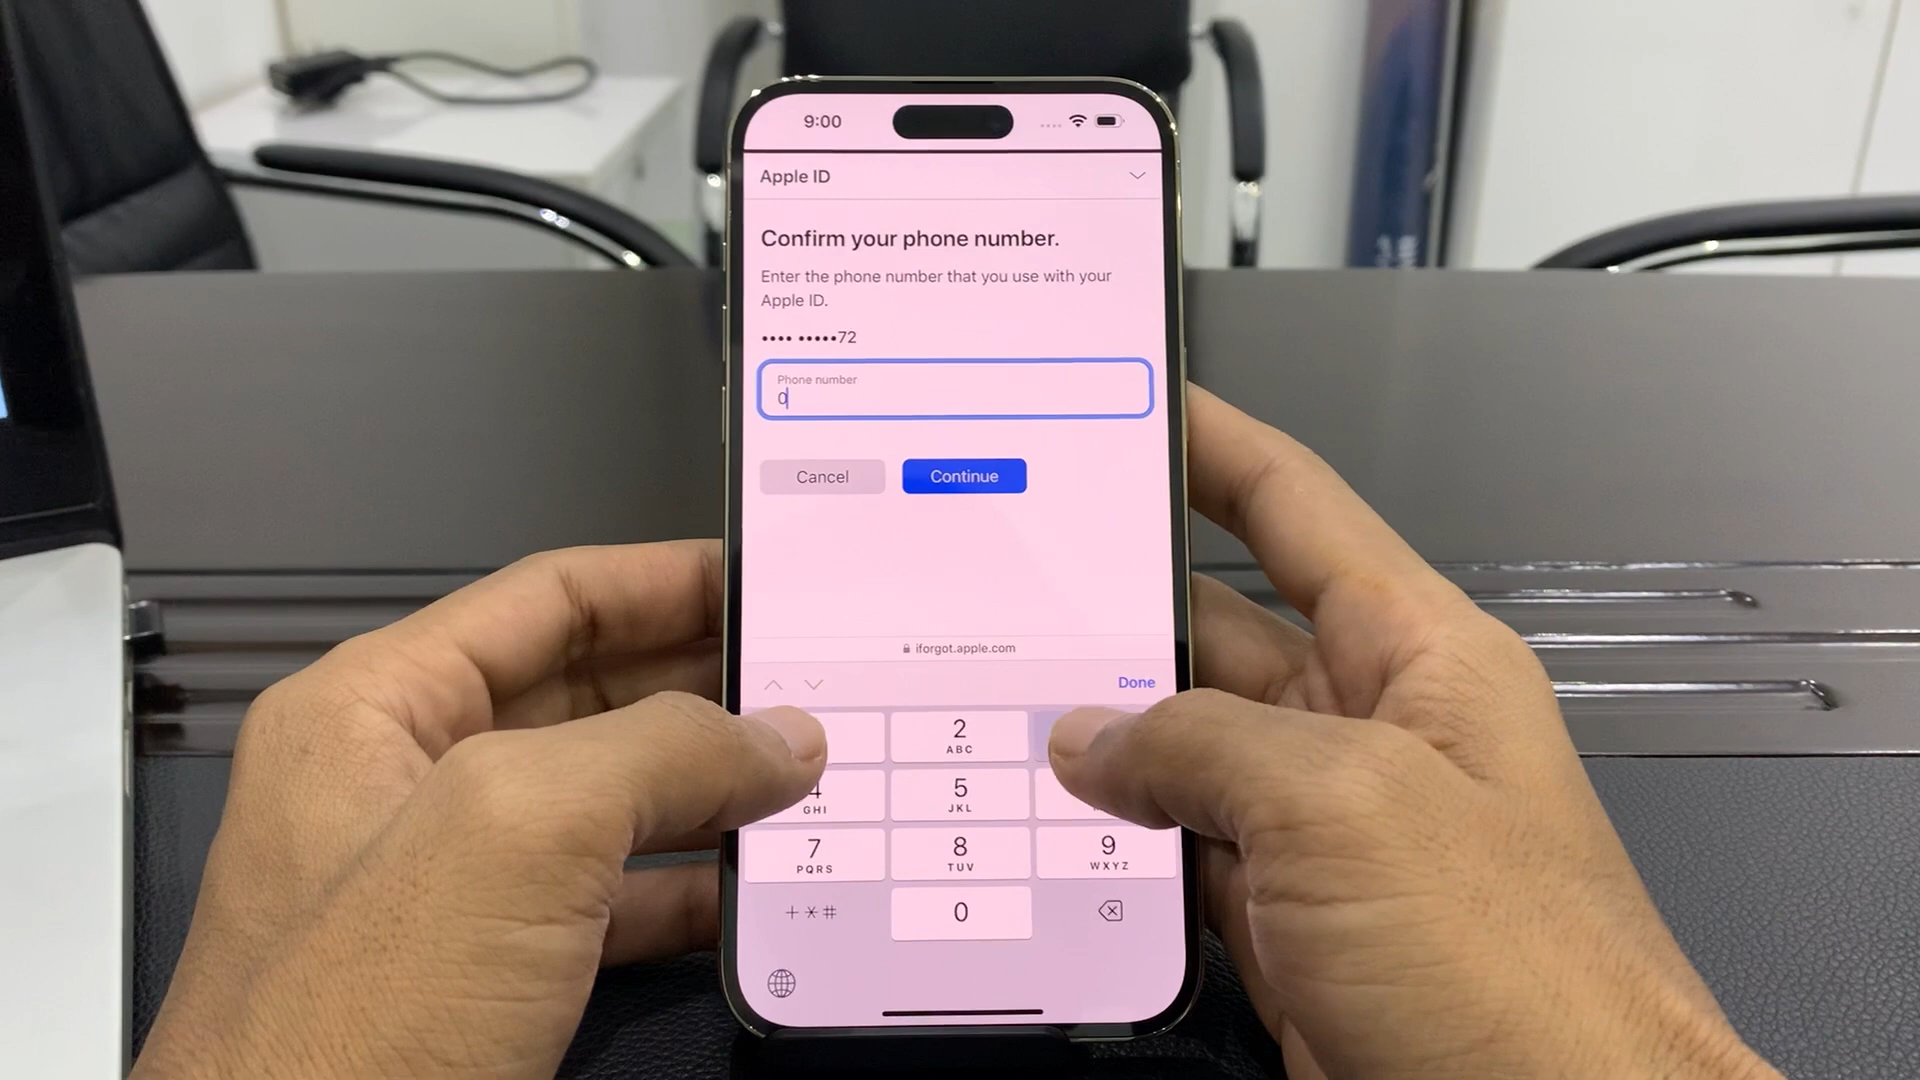 9:00
Apple ID
Confirm your phone number.
Enter the phone number that you use with your
Apple ID.
•••• •••••72
Phone number
0
Cancel
Continue
iforgot.apple.com
Done
2
ABC
4
GHI
5
JKL
7
PQRS
8
TUV
9
WXYZ
+*#
0